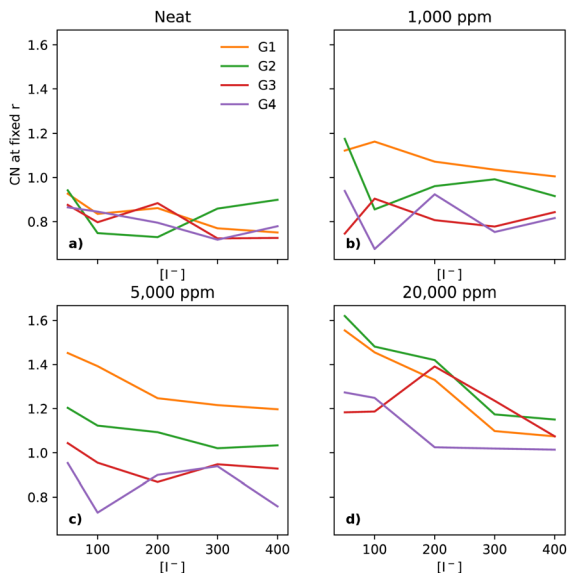 Neat
1,000 ppm
CN at fixed r
1.6
1.4
1.2
1.0
0.8
G1
G2
G3
G4
a)
b)
[I⁻]
[I⁻]
5,000 ppm
20,000 ppm
1.6
1.4
1.2
1.0
0.8
c)
d)
100 200 300 400
100 200 300 400
[I⁻]
[I⁻]